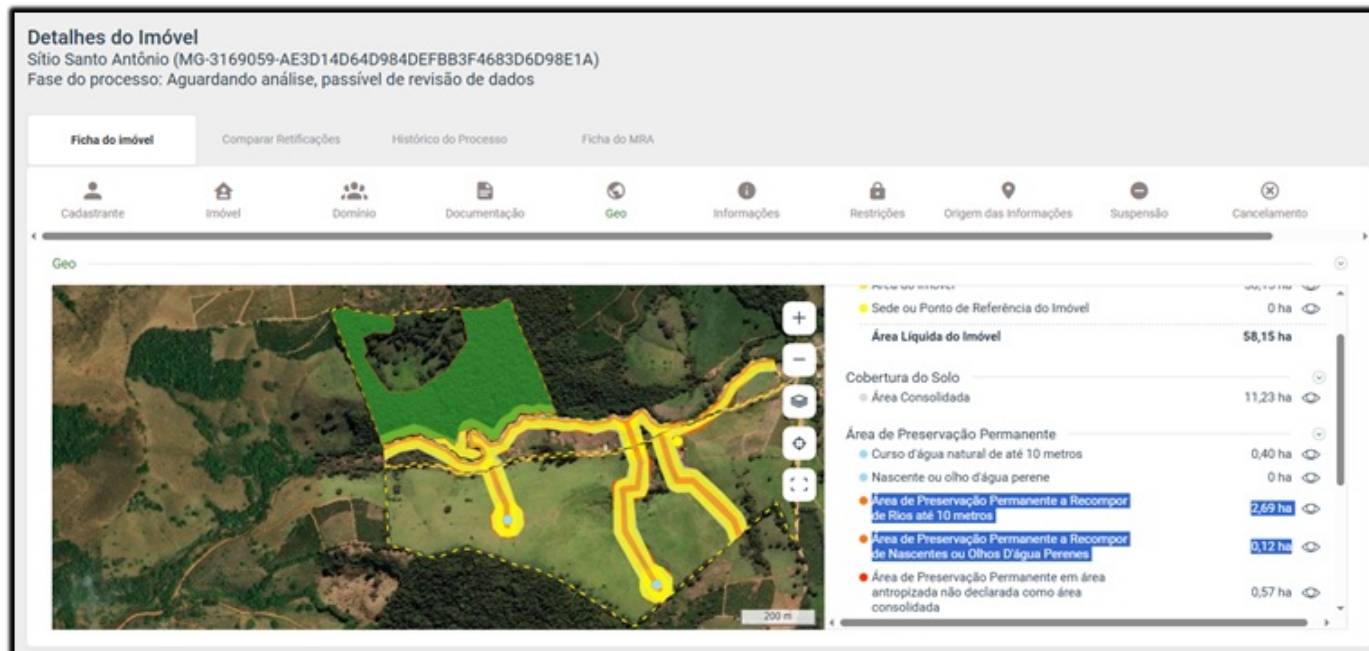 Detalhes do Imóvel
Sítio Santo Antônio (MG-3169059-AE3D14D64D984DEFBB3F4683D6D98E1A)
Fase do processo: Aguardando análise, passível de revisão de dados
Ficha do imóvel
Comparar Retificações
Histórico do Processo
Ficha do MRA
Cadastrante
Imóvel
Domínio
Documentação
Geo
Informações
Restrições
Origem das Informações
Suspensão
Cancelamento
Geo
Área do Imóvel
Sede ou Ponto de Referência do Imóvel 0 ha
Área Líquida do Imóvel 58,15 ha
Cobertura do Solo
Área Consolidada 11,23 ha
Área de Preservação Permanente
Curso d'água natural de até 10 metros 0,40 ha
Nascente ou olho d'água perene 0 ha
Área de Preservação Permanente a Recompor
de Rios até 10 metros 2,69 ha
Área de Preservação Permanente a Recompor
de Nascentes ou Olhos D'água Perenes 0,12 ha
Área de Preservação Permanente em área
antropizada não declarada como área
consolidada 0,57 ha
200 m